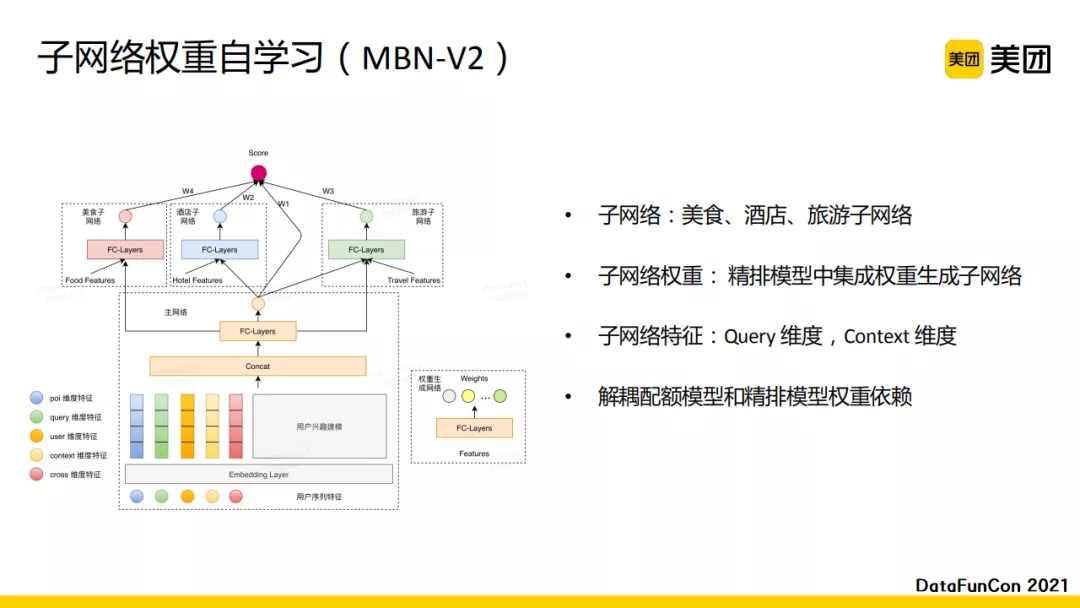 子网络权重自学习（MBN-V2）
美团 美团
Score
W4
W2
W1
W3
美食子
网络
酒店子
网络
旅游子
网络
FC-Layers
FC-Layers
FC-Layers
Food Features
Hotel Features
Travel Features
主网络
FC-Layers
Concat
用户兴趣建模
Embedding Layer
用户序列特征
poi 维度特征
query 维度特征
user 维度特征
context 维度特征
cross 维度特征
权重生
成网络
Weights
...
FC-Layers
Features
• 子网络：美食、酒店、旅游子网络
• 子网络权重： 精排模型中集成权重生成子网络
• 子网络特征：Query 维度，Context 维度
• 解耦配额模型和精排模型权重依赖
DataFunCon 2021